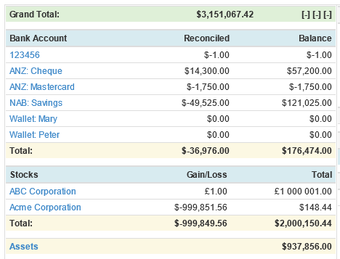 Grand Total: $3,151,067.42 [-] [-] [-]
Bank Account Reconciled Balance
123456 $-1.00 $-1.00
ANZ: Cheque $14,300.00 $57,200.00
ANZ: Mastercard $-1,750.00 $-1,750.00
NAB: Savings $-49,525.00 $121,025.00
Wallet: Mary $0.00 $0.00
Wallet: Peter $0.00 $0.00
Total: $-36,976.00 $176,474.00
Stocks Gain/Loss Total
ABC Corporation £1.00 £1 000 001.00
Acme Corporation $-999,851.56 $148.44
Total: $-999,849.56 $2,000,150.44
Assets $937,856.00